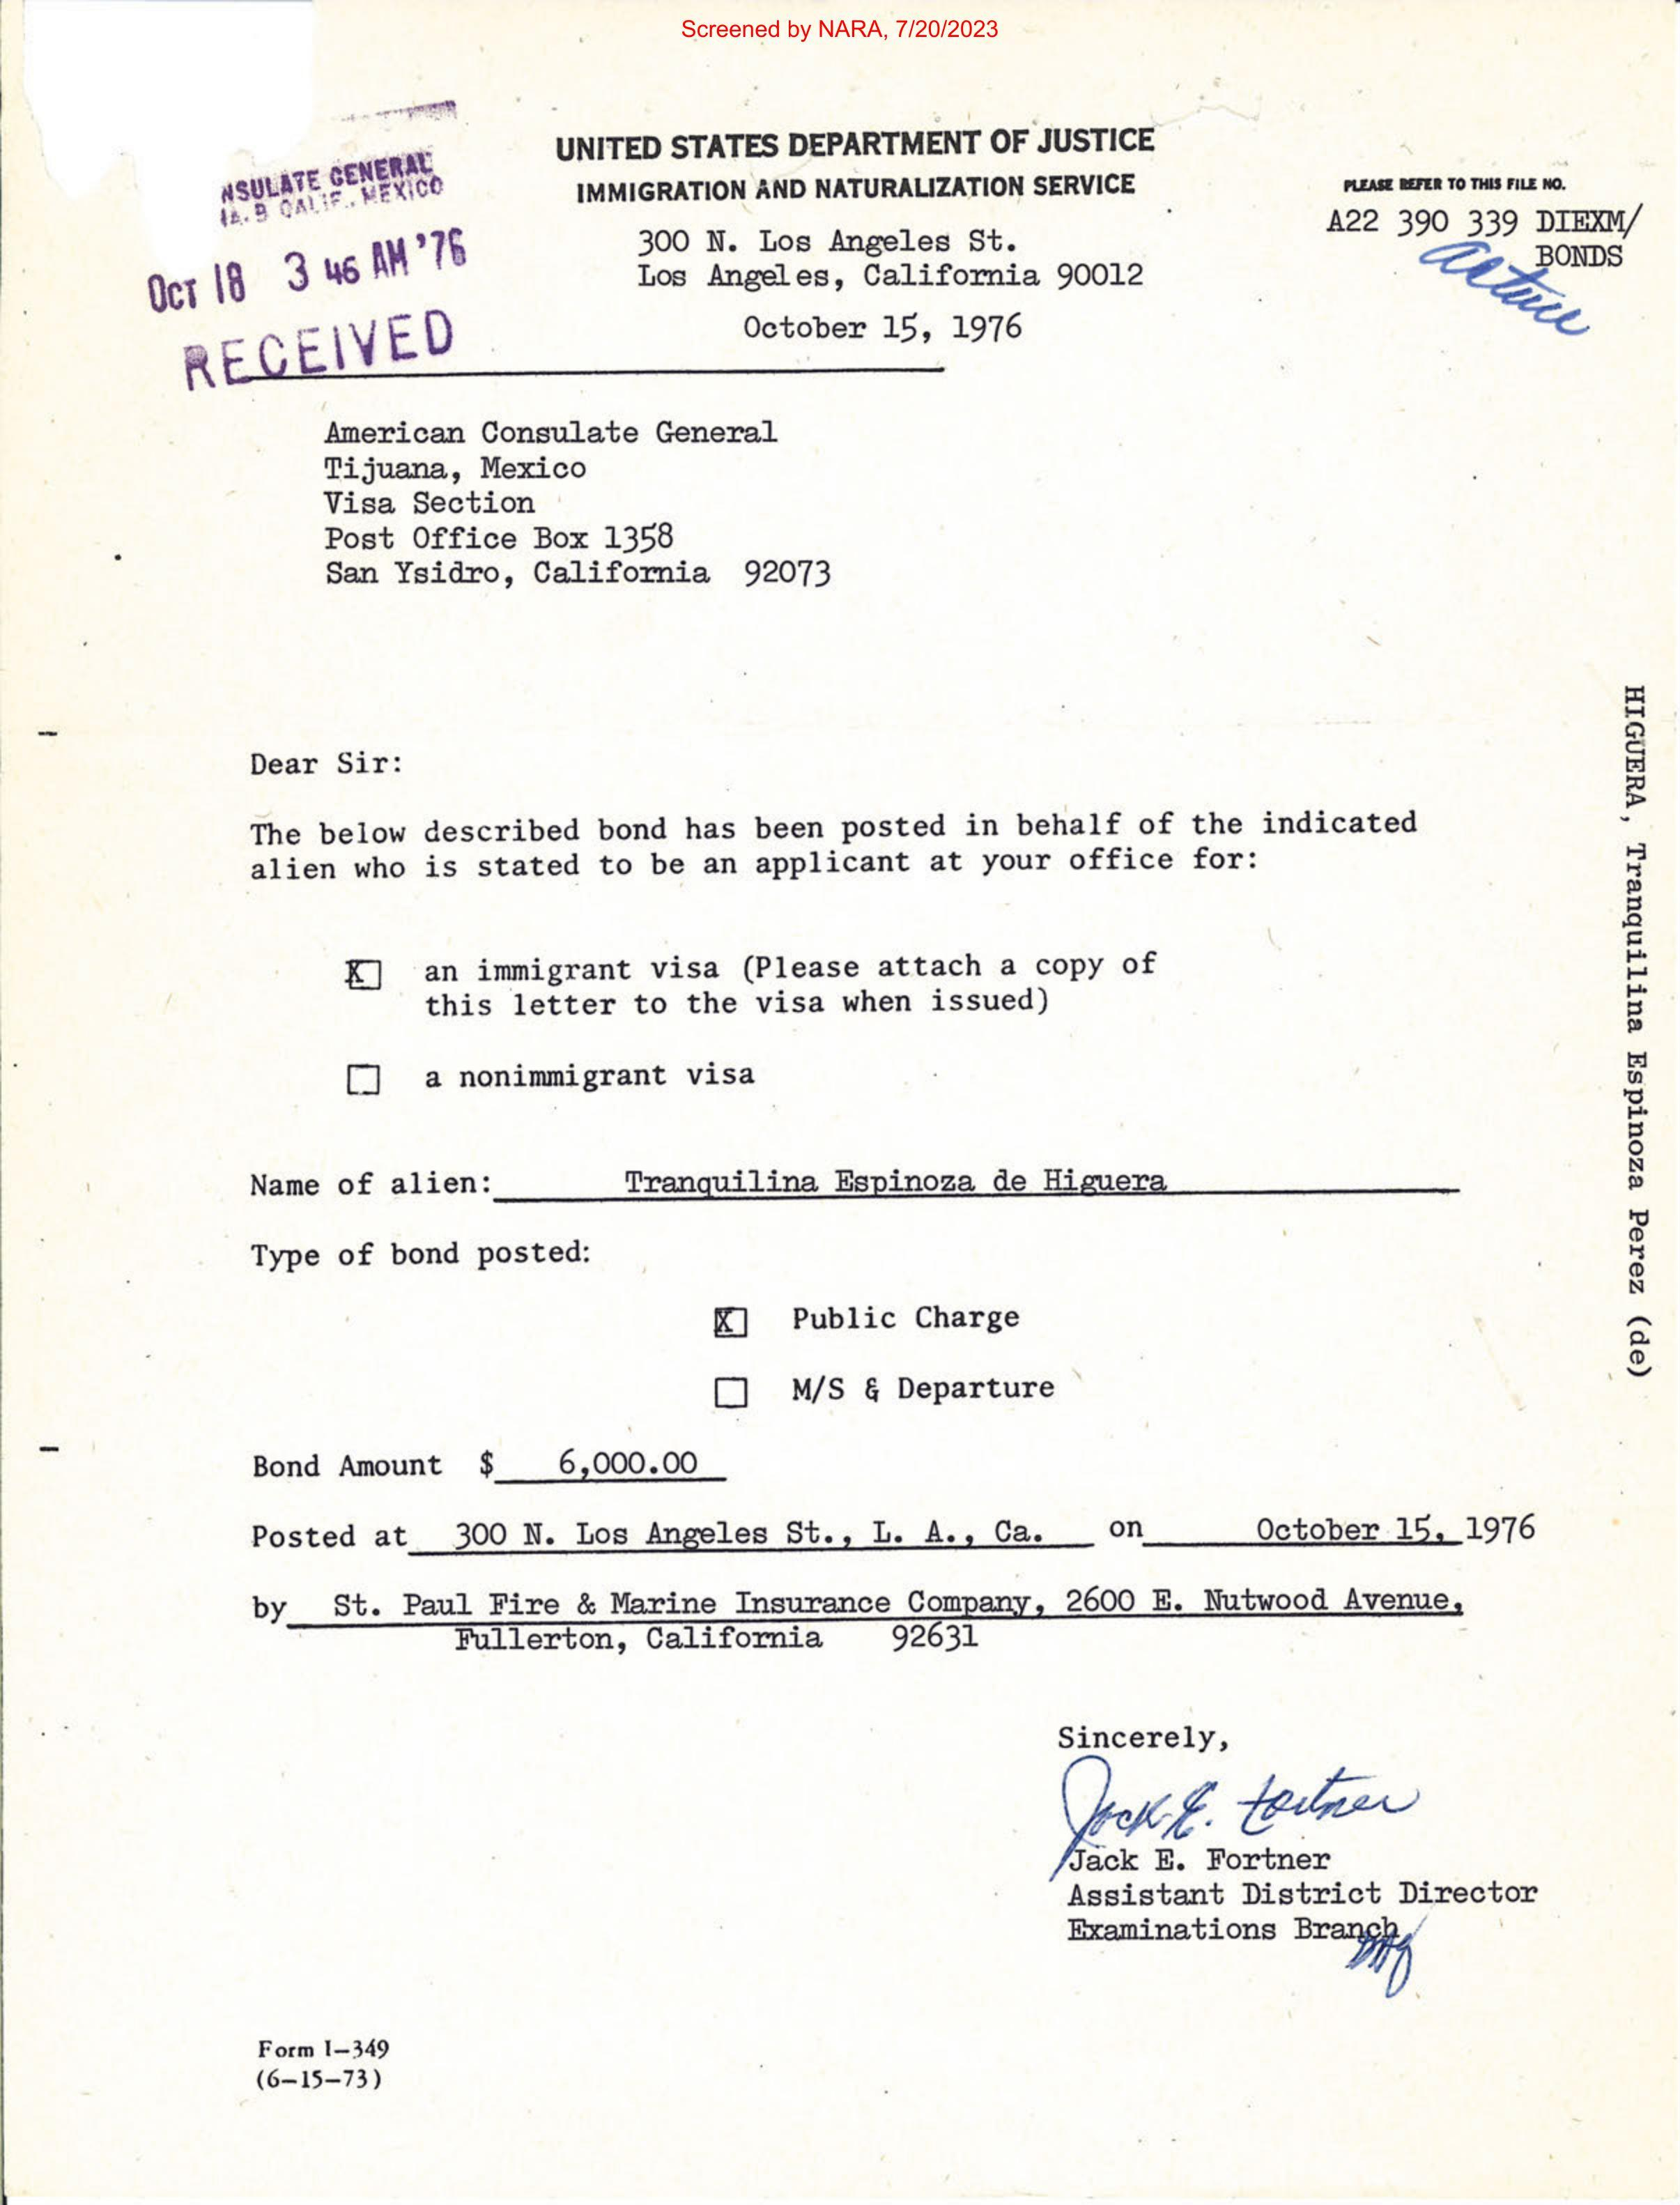 Screened by NARA, 7/20/2023
NSULATE GENERAL
CALIF., MEXICO
OCT 18 3 46 AM '76
RECEIVED
UNITED STATES DEPARTMENT OF JUSTICE
IMMIGRATION AND NATURALIZATION SERVICE
300 N. Los Angeles St.
Los Angeles, California 90012
October 15, 1976
PLEASE REFER TO THIS FILE NO.
A22 390 339 DIEXM/
BONDS
American Consulate General
Tijuana, Mexico
Visa Section
Post Office Box 1358
San Ysidro, California 92073
HIGUERA, Tranquilina Espinoza Perez (de)
Dear Sir:
The below described bond has been posted in behalf of the indicated
alien who is stated to be an applicant at your office for:
X an immigrant visa (Please attach a copy of
this letter to the visa when issued)
a nonimmigrant visa
Name of alien: Tranquilina Espinoza de Higuera
Type of bond posted:
X Public Charge
M/S & Departure
Bond Amount $ 6,000.00
Posted at 300 N. Los Angeles St., L. A., Ca. on October 15, 1976
by St. Paul Fire & Marine Insurance Company, 2600 E. Nutwood Avenue,
Fullerton, California 92631
Sincerely,
Jack E. Fortner
Jack E. Fortner
Assistant District Director
Examinations Branch
Form I-349
(6-15-73)